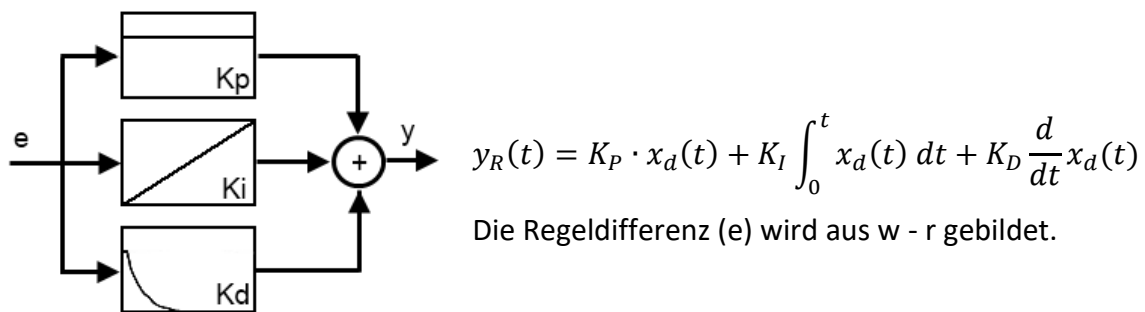 Kp
e
Ki
y
+
Kd
y_R(t) = K_P · x_d(t) + K_I ∫_0^t x_d(t) dt + K_D d/dt x_d(t)
Die Regeldifferenz (e) wird aus w - r gebildet.